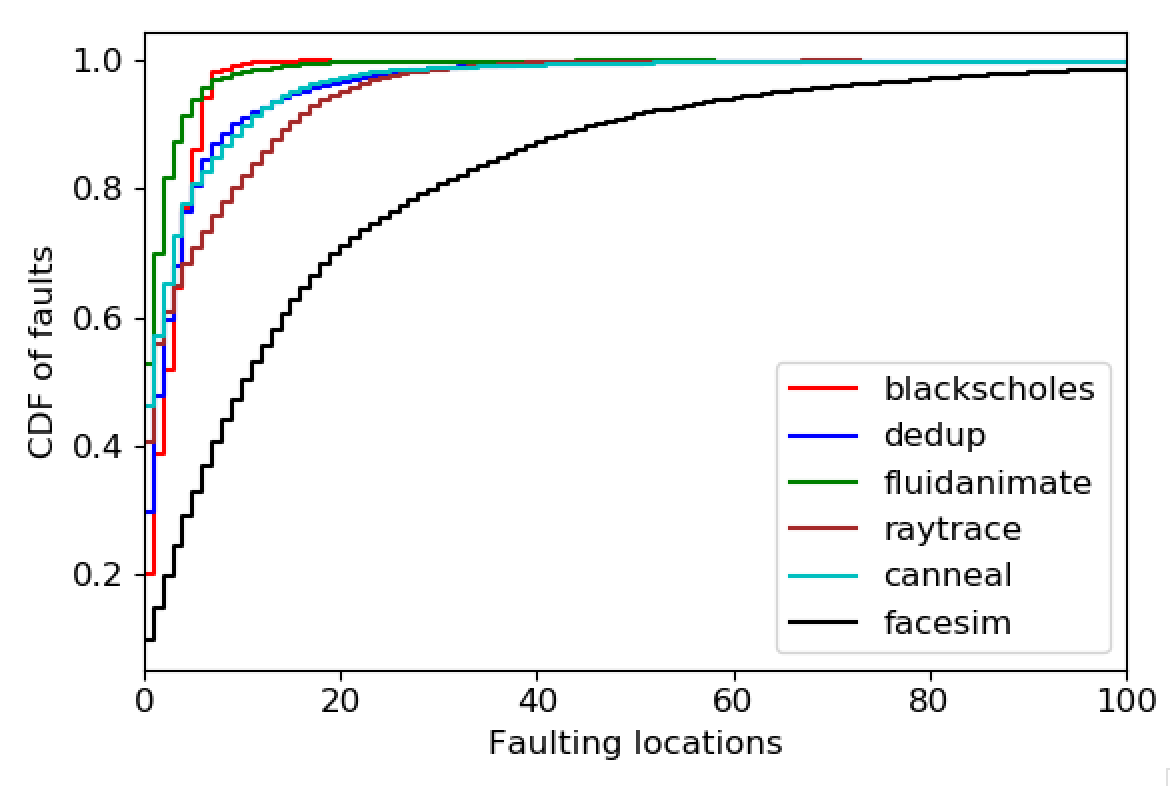 1.0
0.8
0.6
0.4
0.2
CDF of faults
0 20 40 60 80 100
Faulting locations
blackscholes
dedup
fluidanimate
raytrace
canneal
facesim